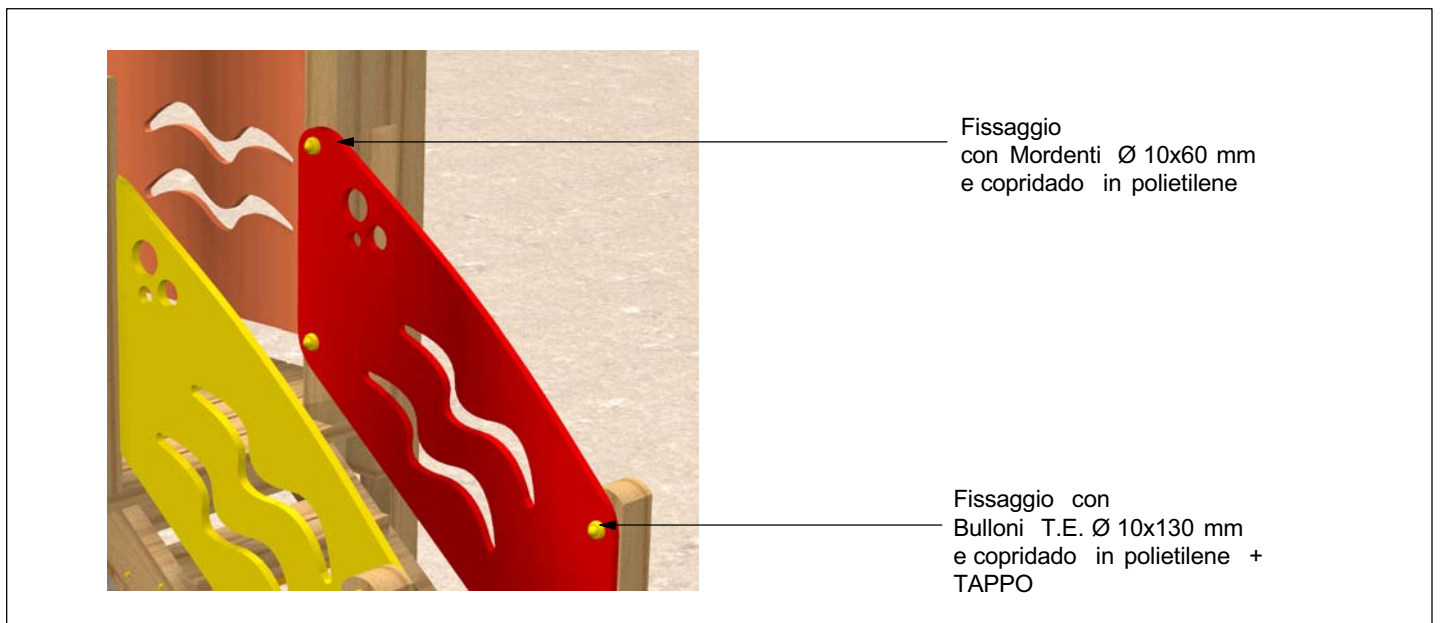 Fissaggio
con Mordenti Ø 10x60 mm
e copridado in polietilene
Fissaggio con
Bulloni T.E. Ø 10x130 mm
e copridado in polietilene +
TAPPO